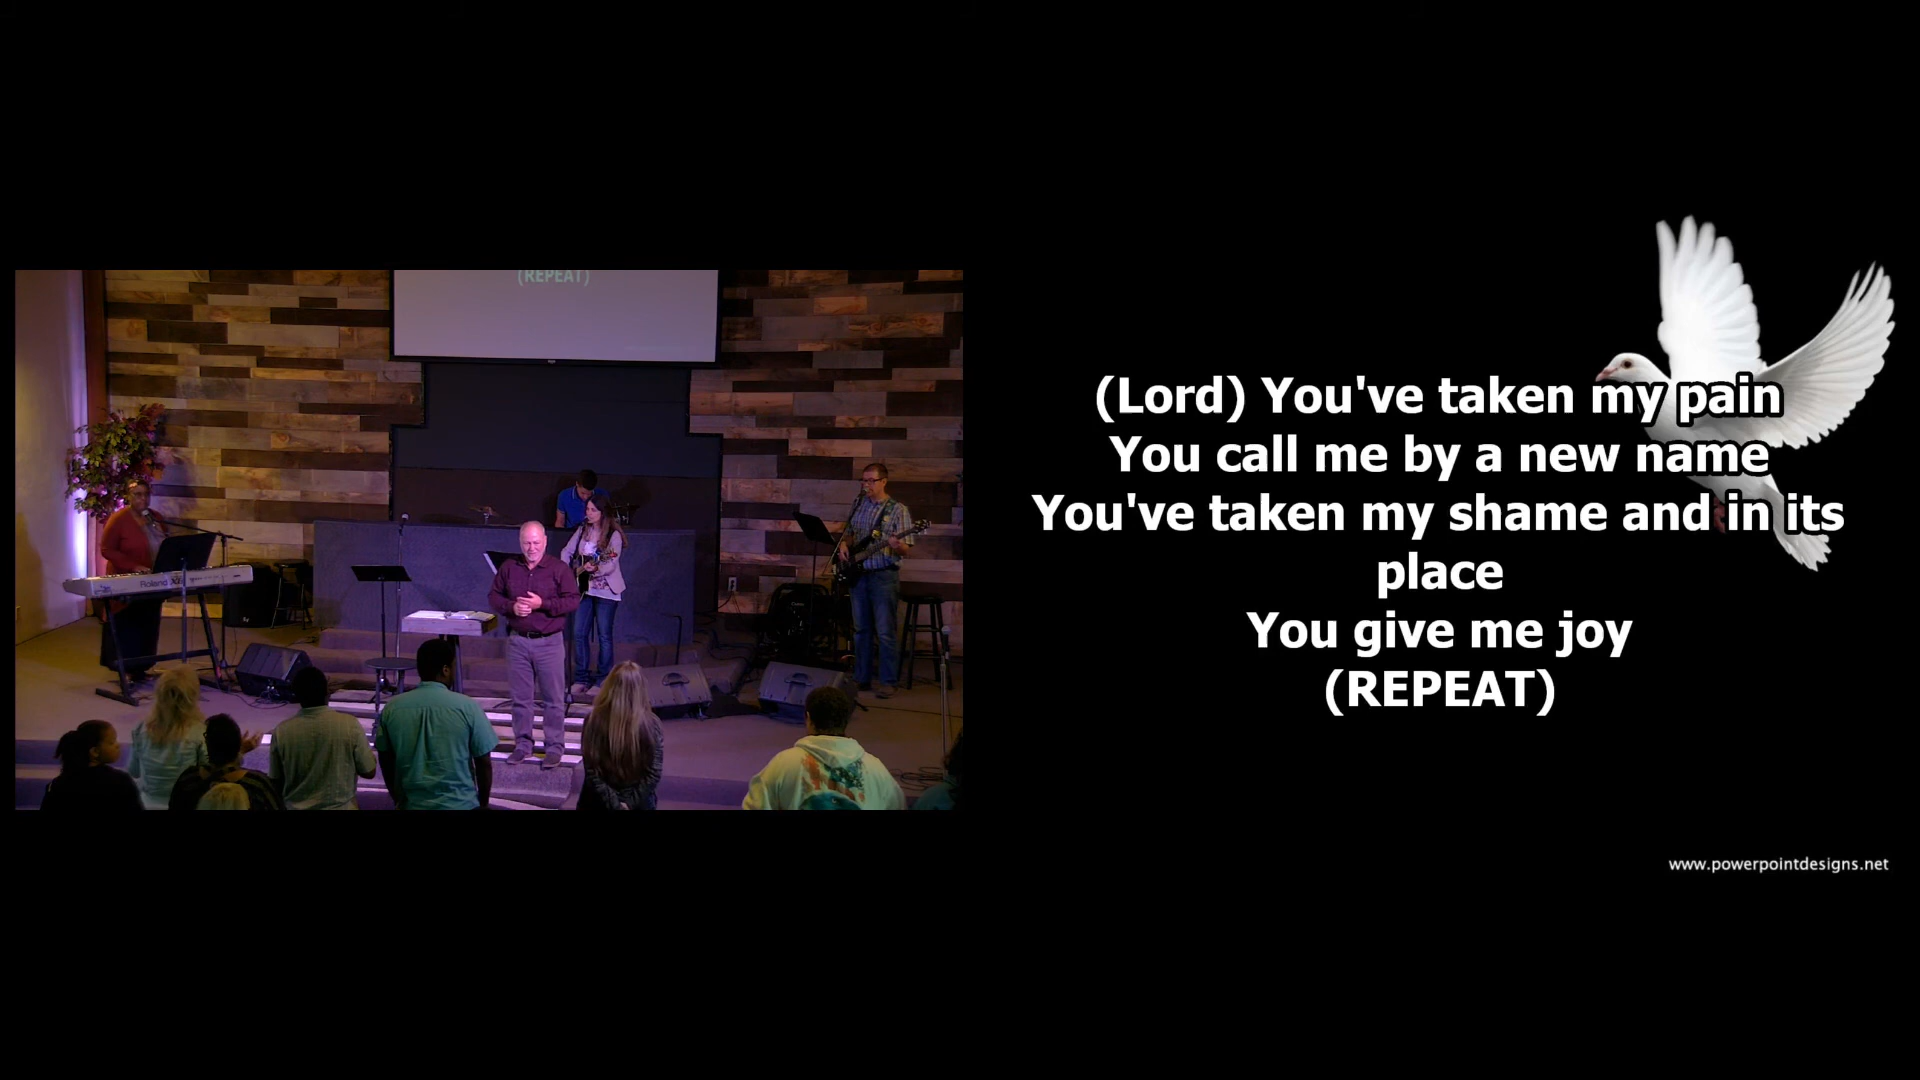 (REPEAT)
Roland
(Lord) You've taken my pain
You call me by a new name
You've taken my shame and in its
place
You give me joy
(REPEAT)
www.powerpointdesigns.net